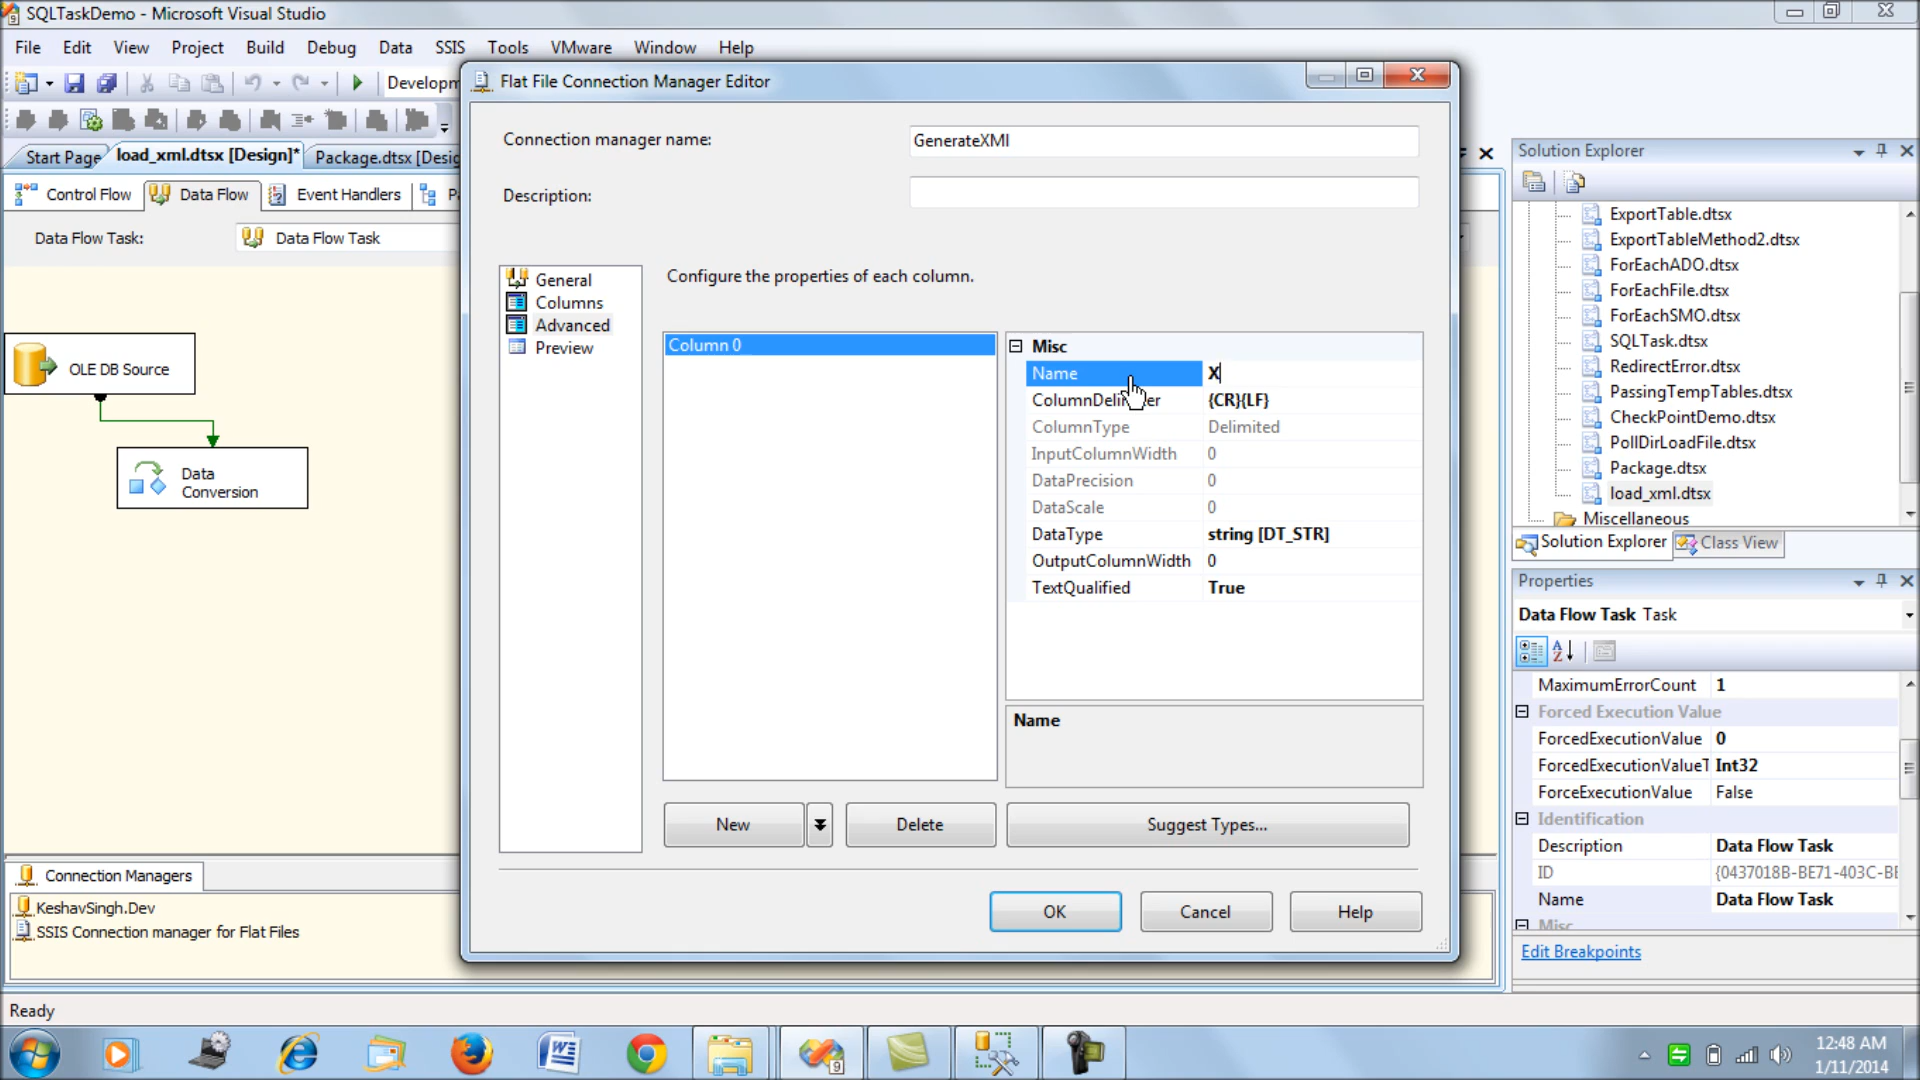 SQLTaskDemo - Microsoft Visual Studio
File Edit View Project Build Debug Data SSIS Tools VMware Window Help
Start Page load_xml.dtsx [Design]* Package.dtsx [Desig
Control Flow Data Flow Event Handlers
Data Flow Task: Data Flow Task
OLE DB Source
Data
Conversion
Connection Managers
KeshavSingh.Dev
SSIS Connection manager for Flat Files
Ready
Flat File Connection Manager Editor
Connection manager name: GenerateXMl
Description:
General
Columns
Advanced
Preview
Configure the properties of each column.
Column 0
Misc
Name X
{CR}{LF}
ColumnType Delimited
InputColumnWidth 0
DataPrecision 0
DataScale 0
DataType string [DT_STR]
OutputColumnWidth 0
TextQualified True
Name
New Delete Suggest Types...
OK Cancel Help
Solution Explorer
ExportTable.dtsx
ExportTableMethod2.dtsx
ForEachADO.dtsx
ForEachFile.dtsx
ForEachSMO.dtsx
SQLTask.dtsx
RedirectError.dtsx
PassingTempTables.dtsx
CheckPointDemo.dtsx
PollDirLoadFile.dtsx
Package.dtsx
load_xml.dtsx
Miscellaneous
Solution Explorer Class View
Properties
Data Flow Task Task
MaximumErrorCount 1
Forced Execution Value
ForcedExecutionValue 0
ForcedExecutionValueT Int32
ForceExecutionValue False
Identification
Description Data Flow Task
ID {0437018B-BE71-403C-BE
Name Data Flow Task
Misc
Edit Breakpoints
12:48 AM
1/11/2014